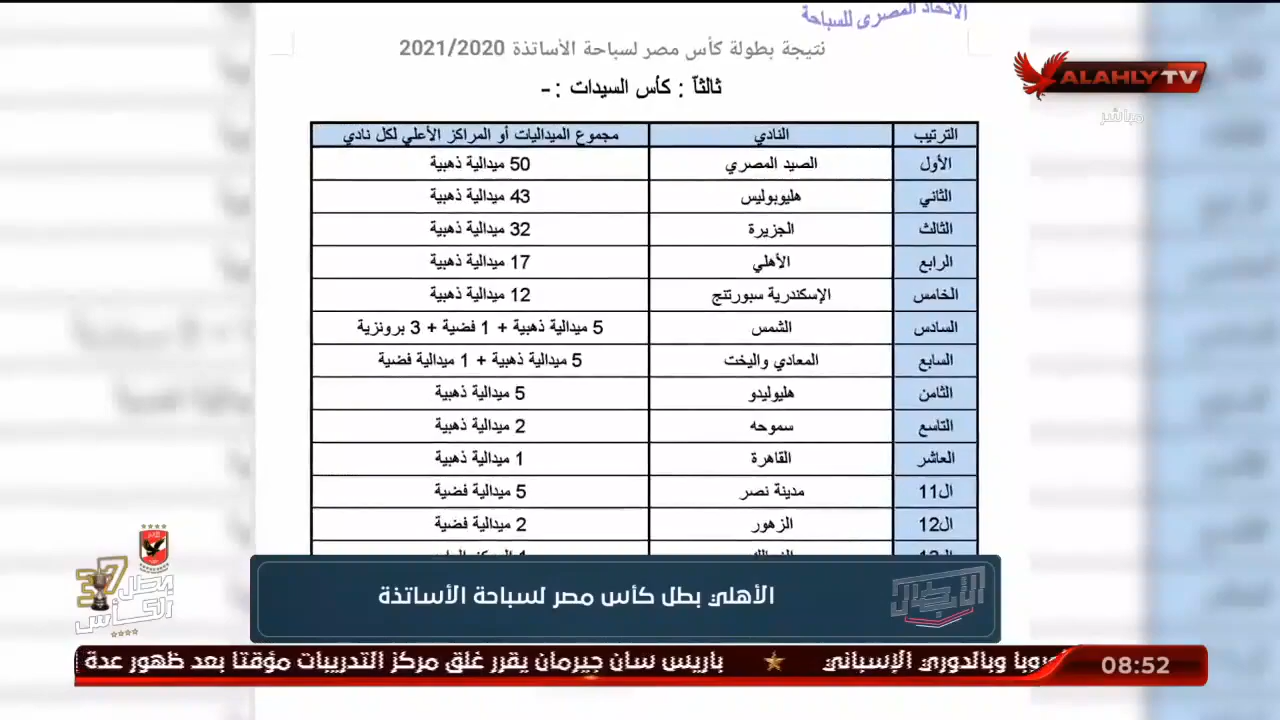 الاتحاد المصرى للسباحة
نتيجة بطولة كأس مصر لسباحة الأساتذة 2021/2020
ثالثاً : كأس السيدات : -
ALAHLY TV
مباشر
الترتيب النادي مجموع الميداليات أو المراكز الأعلي لكل نادي
الأول الصيد المصري 50 ميدالية ذهبية
الثاني هليوبوليس 43 ميدالية ذهبية
الثالث الجزيرة 32 ميدالية ذهبية
الرابع الأهلي 17 ميدالية ذهبية
الخامس الإسكندرية سبورتنج 12 ميدالية ذهبية
السادس الشمس 5 ميدالية ذهبية + 1 فضية + 3 برونزية
السابع المعادي واليخت 5 ميدالية ذهبية + 1 ميدالية فضية
الثامن هليوليدو 5 ميدالية ذهبية
التاسع سموحه 2 ميدالية ذهبية
العاشر القاهرة 1 ميدالية ذهبية
ال11 مدينة نصر 5 ميدالية فضية
ال12 الزهور 2 ميدالية فضية
الأبطال
الأهلي بطل كأس مصر لسباحة الأساتذة
37
بطل
الكأس
08:52
وروبا وبالدوري الإسباني ★ باريس سان جيرمان يقرر غلق مركز التدريبات مؤقتا بعد ظهور عدة